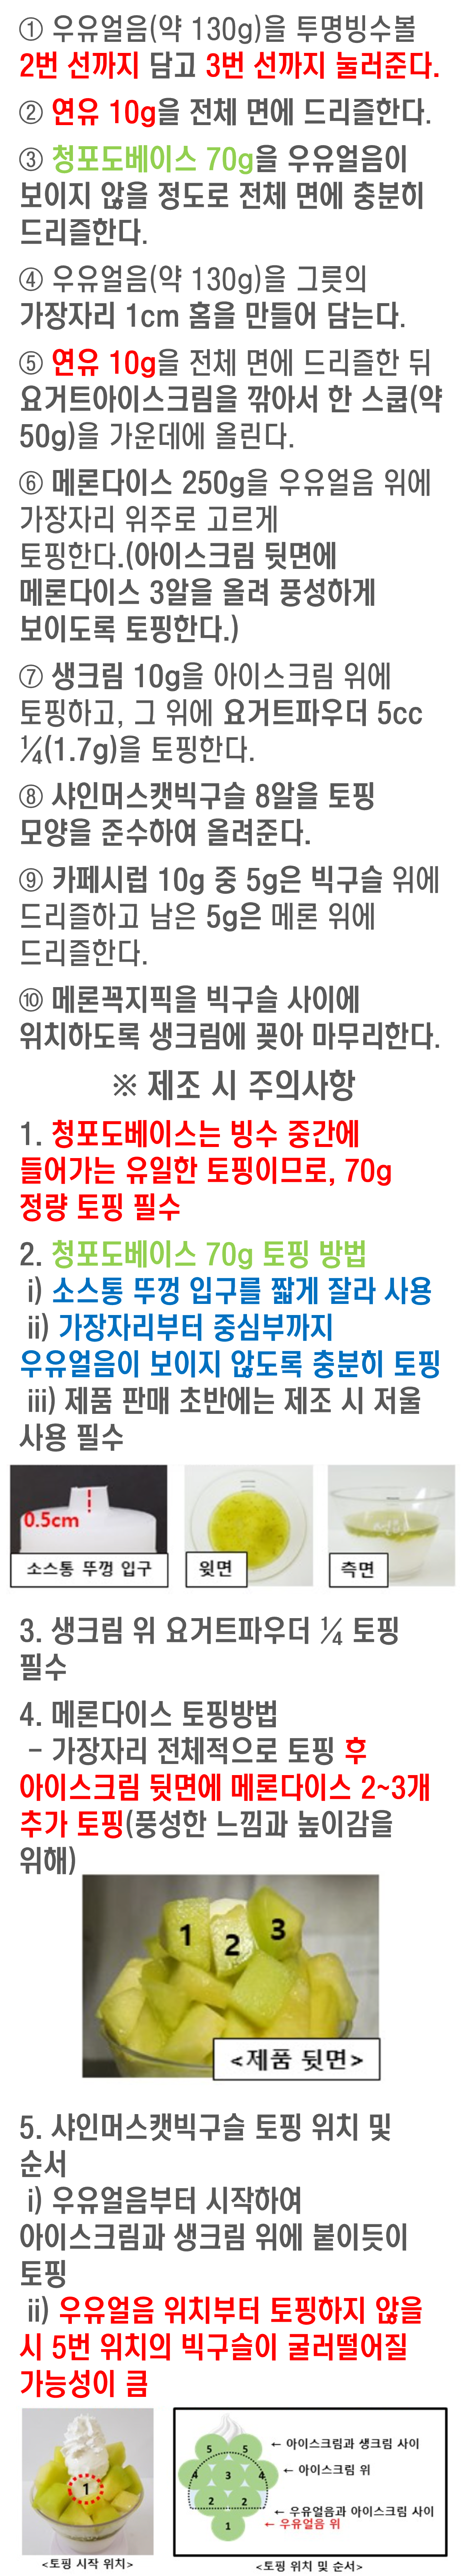 ① 우유얼음(약 130g)을 투명빙수볼
2번 선까지 담고 3번 선까지 눌러준다.
② 연유 10g을 전체 면에 드리즐한다.
③ 청포도베이스 70g을 우유얼음이
보이지 않을 정도로 전체 면에 충분히
드리즐한다.
④ 우유얼음(약 130g)을 그릇의
가장자리 1cm 홈을 만들어 담는다.
⑤ 연유 10g을 전체 면에 드리즐한 뒤
요거트아이스크림을 깎아서 한 스쿱(약
50g)을 가운데에 올린다.
⑥ 메론다이스 250g을 우유얼음 위에
가장자리 위주로 고르게
토핑한다.(아이스크림 뒷면에
메론다이스 3알을 올려 풍성하게
보이도록 토핑한다.)
⑦ 생크림 10g을 아이스크림 위에
토핑하고, 그 위에 요거트파우더 5cc
¼(1.7g)을 토핑한다.
⑧ 샤인머스캣빅구슬 8알을 토핑
모양을 준수하여 올려준다.
⑨ 카페시럽 10g 중 5g은 빅구슬 위에
드리즐하고 남은 5g은 메론 위에
드리즐한다.
⑩ 메론꼭지픽을 빅구슬 사이에
위치하도록 생크림에 꽂아 마무리한다.
※ 제조 시 주의사항
1. 청포도베이스는 빙수 중간에
들어가는 유일한 토핑이므로, 70g
정량 토핑 필수
2. 청포도베이스 70g 토핑 방법
i) 소스통 뚜껑 입구를 짧게 잘라 사용
ii) 가장자리부터 중심부까지
우유얼음이 보이지 않도록 충분히 토핑
iii) 제품 판매 초반에는 제조 시 저울
사용 필수
0.5cm
소스통 뚜껑 입구 윗면 측면
3. 생크림 위 요거트파우더 ¼ 토핑
필수
4. 메론다이스 토핑방법
- 가장자리 전체적으로 토핑 후
아이스크림 뒷면에 메론다이스 2~3개
추가 토핑(풍성한 느낌과 높이감을
위해)
1 2 3
<제품 뒷면>
5. 샤인머스캣빅구슬 토핑 위치 및
순서
i) 우유얼음부터 시작하여
아이스크림과 생크림 위에 붙이듯이
토핑
ii) 우유얼음 위치부터 토핑하지 않을
시 5번 위치의 빅구슬이 굴러떨어질
가능성이 큼
1
5 5 ← 아이스크림과 생크림 사이
4 3 4 ← 아이스크림 위
2 2 ← 우유얼음과 아이스크림 사이
1 ← 우유얼음 위
<토핑 시작 위치>
<토핑 위치 및 순서>